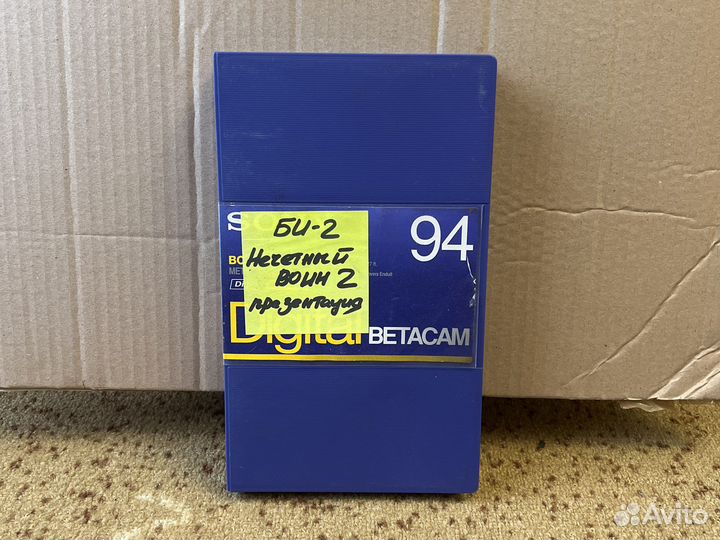 БИ-2
Нечетный
ВОИН 2
презентация
94
Digital BETACAM
Avito